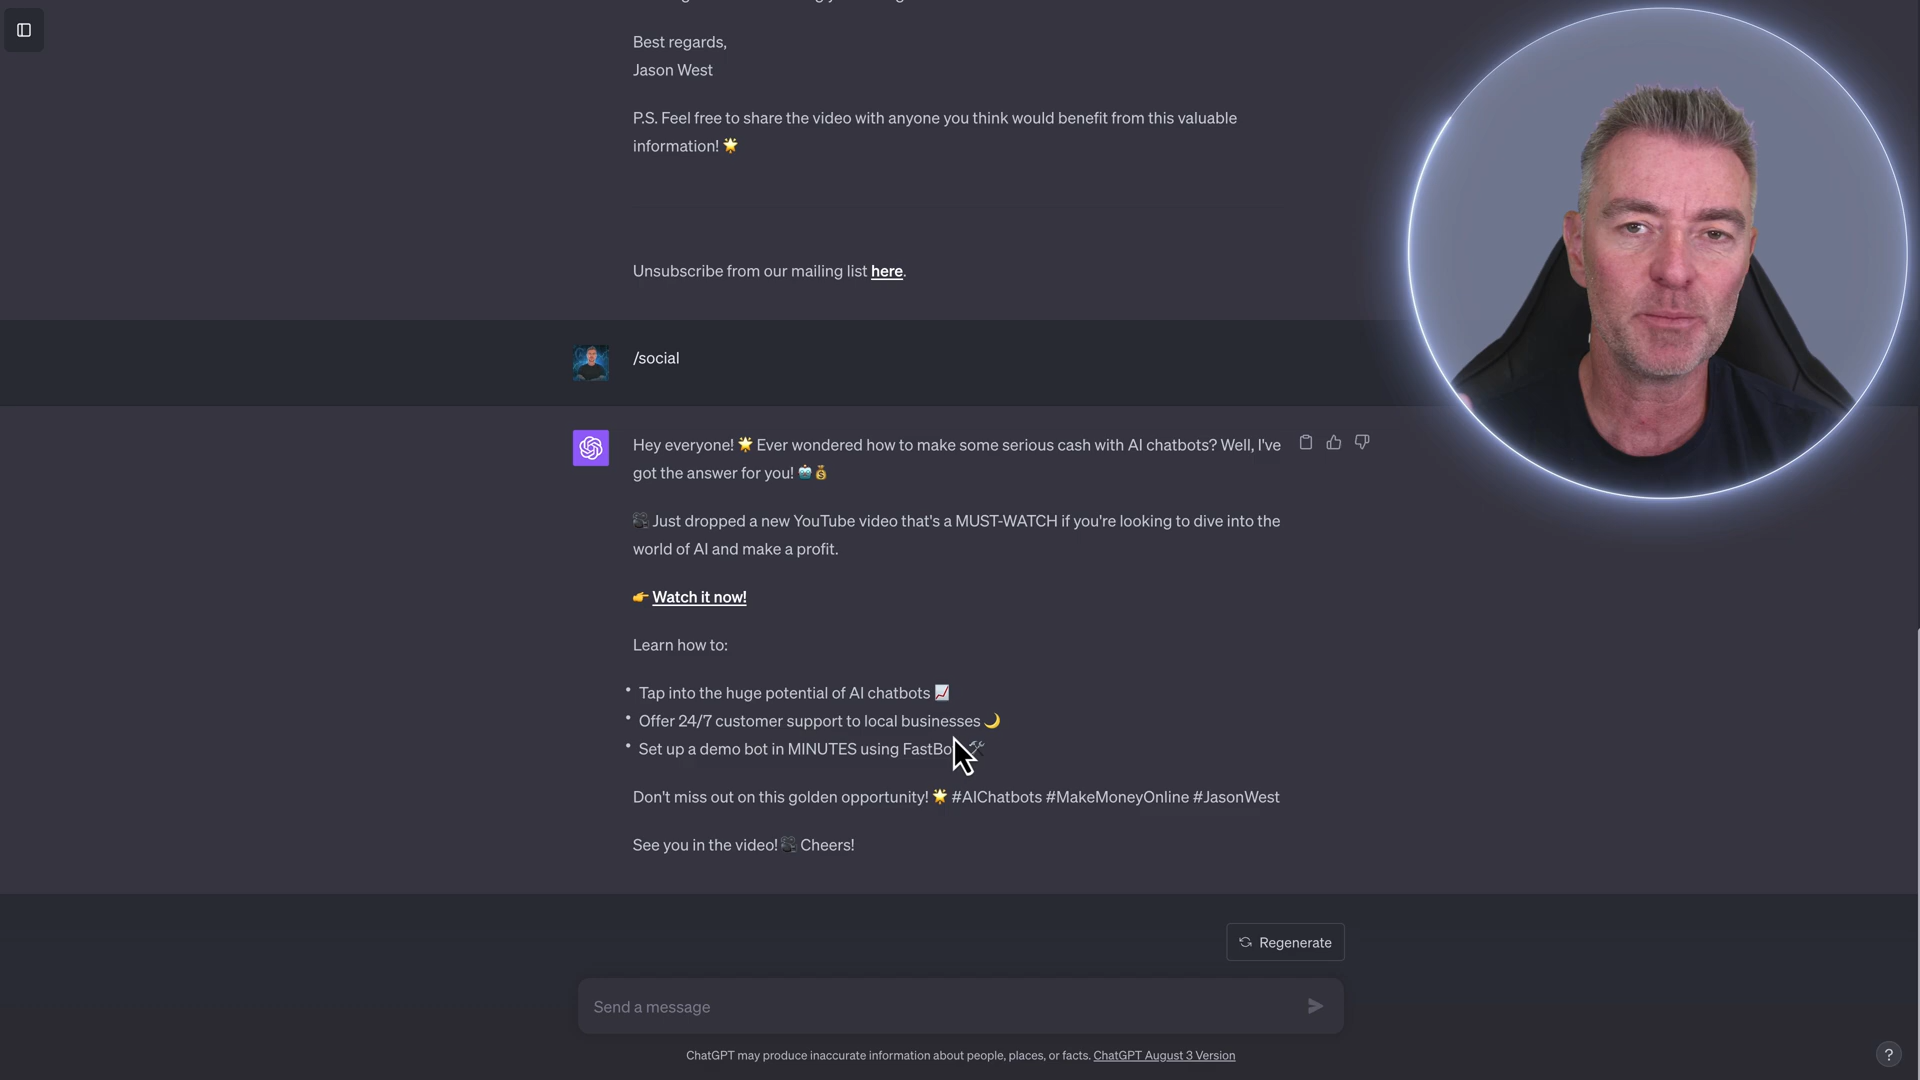 Best regards,
Jason West
P.S. Feel free to share the video with anyone you think would benefit from this valuable
information! 🌟
Unsubscribe from our mailing list here.
/social
Hey everyone! 🌟 Ever wondered how to make some serious cash with AI chatbots? Well, I've
got the answer for you! 🤖💰
🎥 Just dropped a new YouTube video that's a MUST-WATCH if you're looking to dive into the
world of AI and make a profit.
👉 Watch it now!
Learn how to:
• Tap into the huge potential of AI chatbots 📈
• Offer 24/7 customer support to local businesses 🌙
• Set up a demo bot in MINUTES using 🛠️
Don't miss out on this golden opportunity! 🌟 #AIChatbots #MakeMoneyOnline #JasonWest
See you in the video! 🎥 Cheers!
Regenerate
Send a message
ChatGPT may produce inaccurate information about people, places, or facts. ChatGPT August 3 Version
?